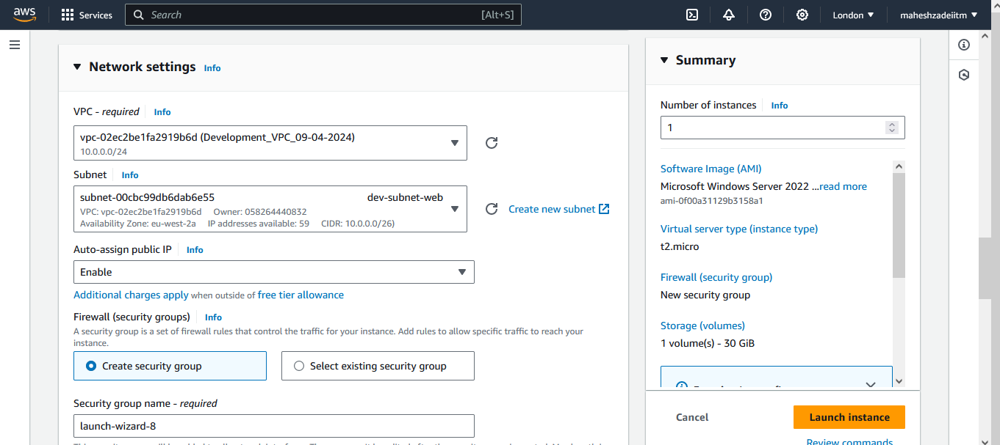 aws
Services
Search
[Alt+S]
London
maheshzadeiitm
Network settings Info
VPC - required Info
vpc-02ec2be1fa2919b6d (Development_VPC_09-04-2024)
10.0.0.0/24
Subnet Info
subnet-00cbc99db6dab6e55 dev-subnet-web
VPC: vpc-02ec2be1fa2919b6d Owner: 058264440832
Availability Zone: eu-west-2a IP addresses available: 59 CIDR: 10.0.0.0/26)
Create new subnet
Auto-assign public IP Info
Enable
Additional charges apply when outside of free tier allowance
Firewall (security groups) Info
A security group is a set of firewall rules that control the traffic for your instance. Add rules to allow specific traffic to reach your
instance.
Create security group
Select existing security group
Security group name - required
launch-wizard-8
Summary
Number of instances Info
1
Software Image (AMI)
Microsoft Windows Server 2022 ...read more
ami-0f00a31129b3158a1
Virtual server type (instance type)
t2.micro
Firewall (security group)
New security group
Storage (volumes)
1 volume(s) - 30 GiB
Cancel
Launch instance
Review commands